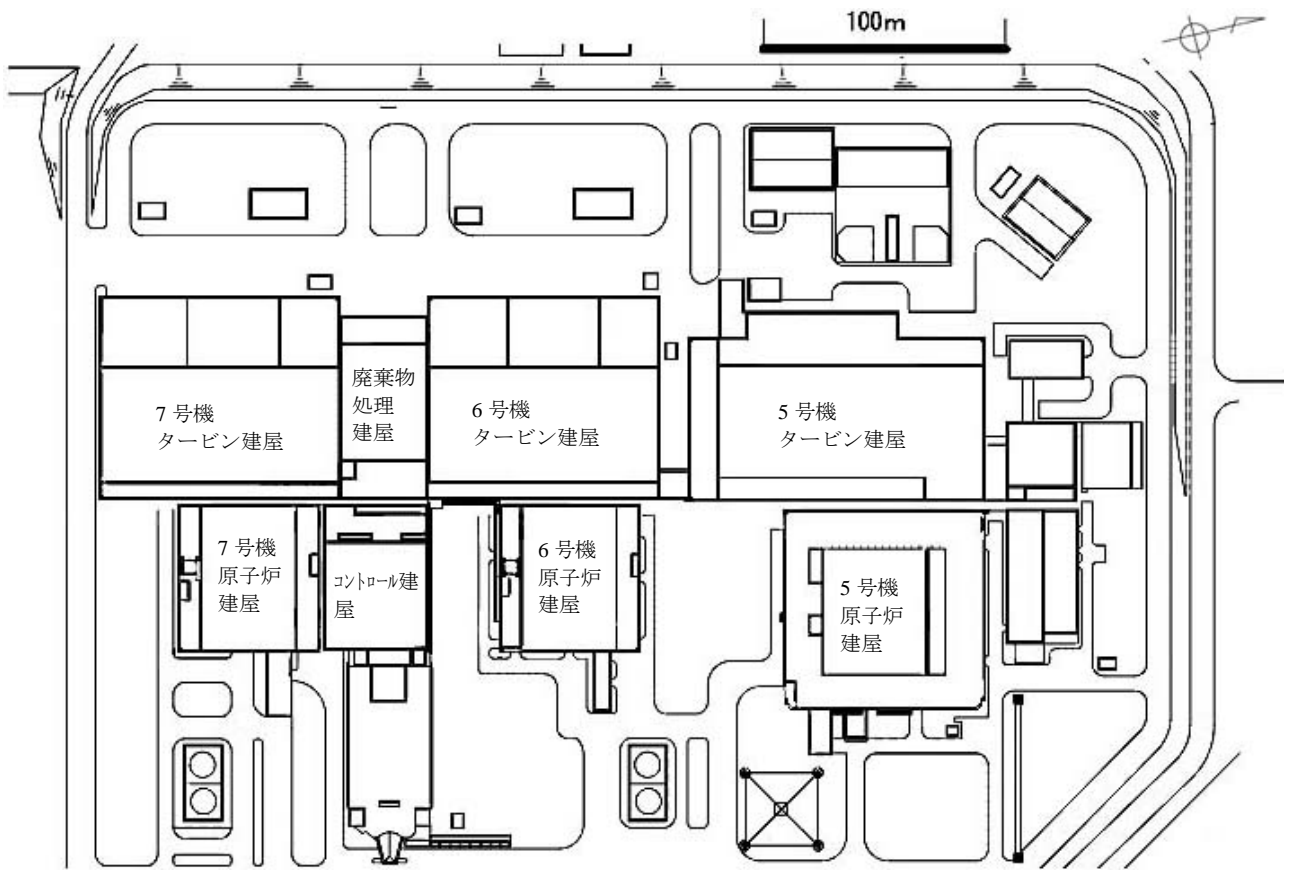 100m
廃棄物
処理
建屋
7 号機
タービン建屋
6 号機
タービン建屋
5 号機
タービン建屋
7 号機
原子炉
建屋
コントロール建
屋
6 号機
原子炉
建屋
5 号機
原子炉
建屋